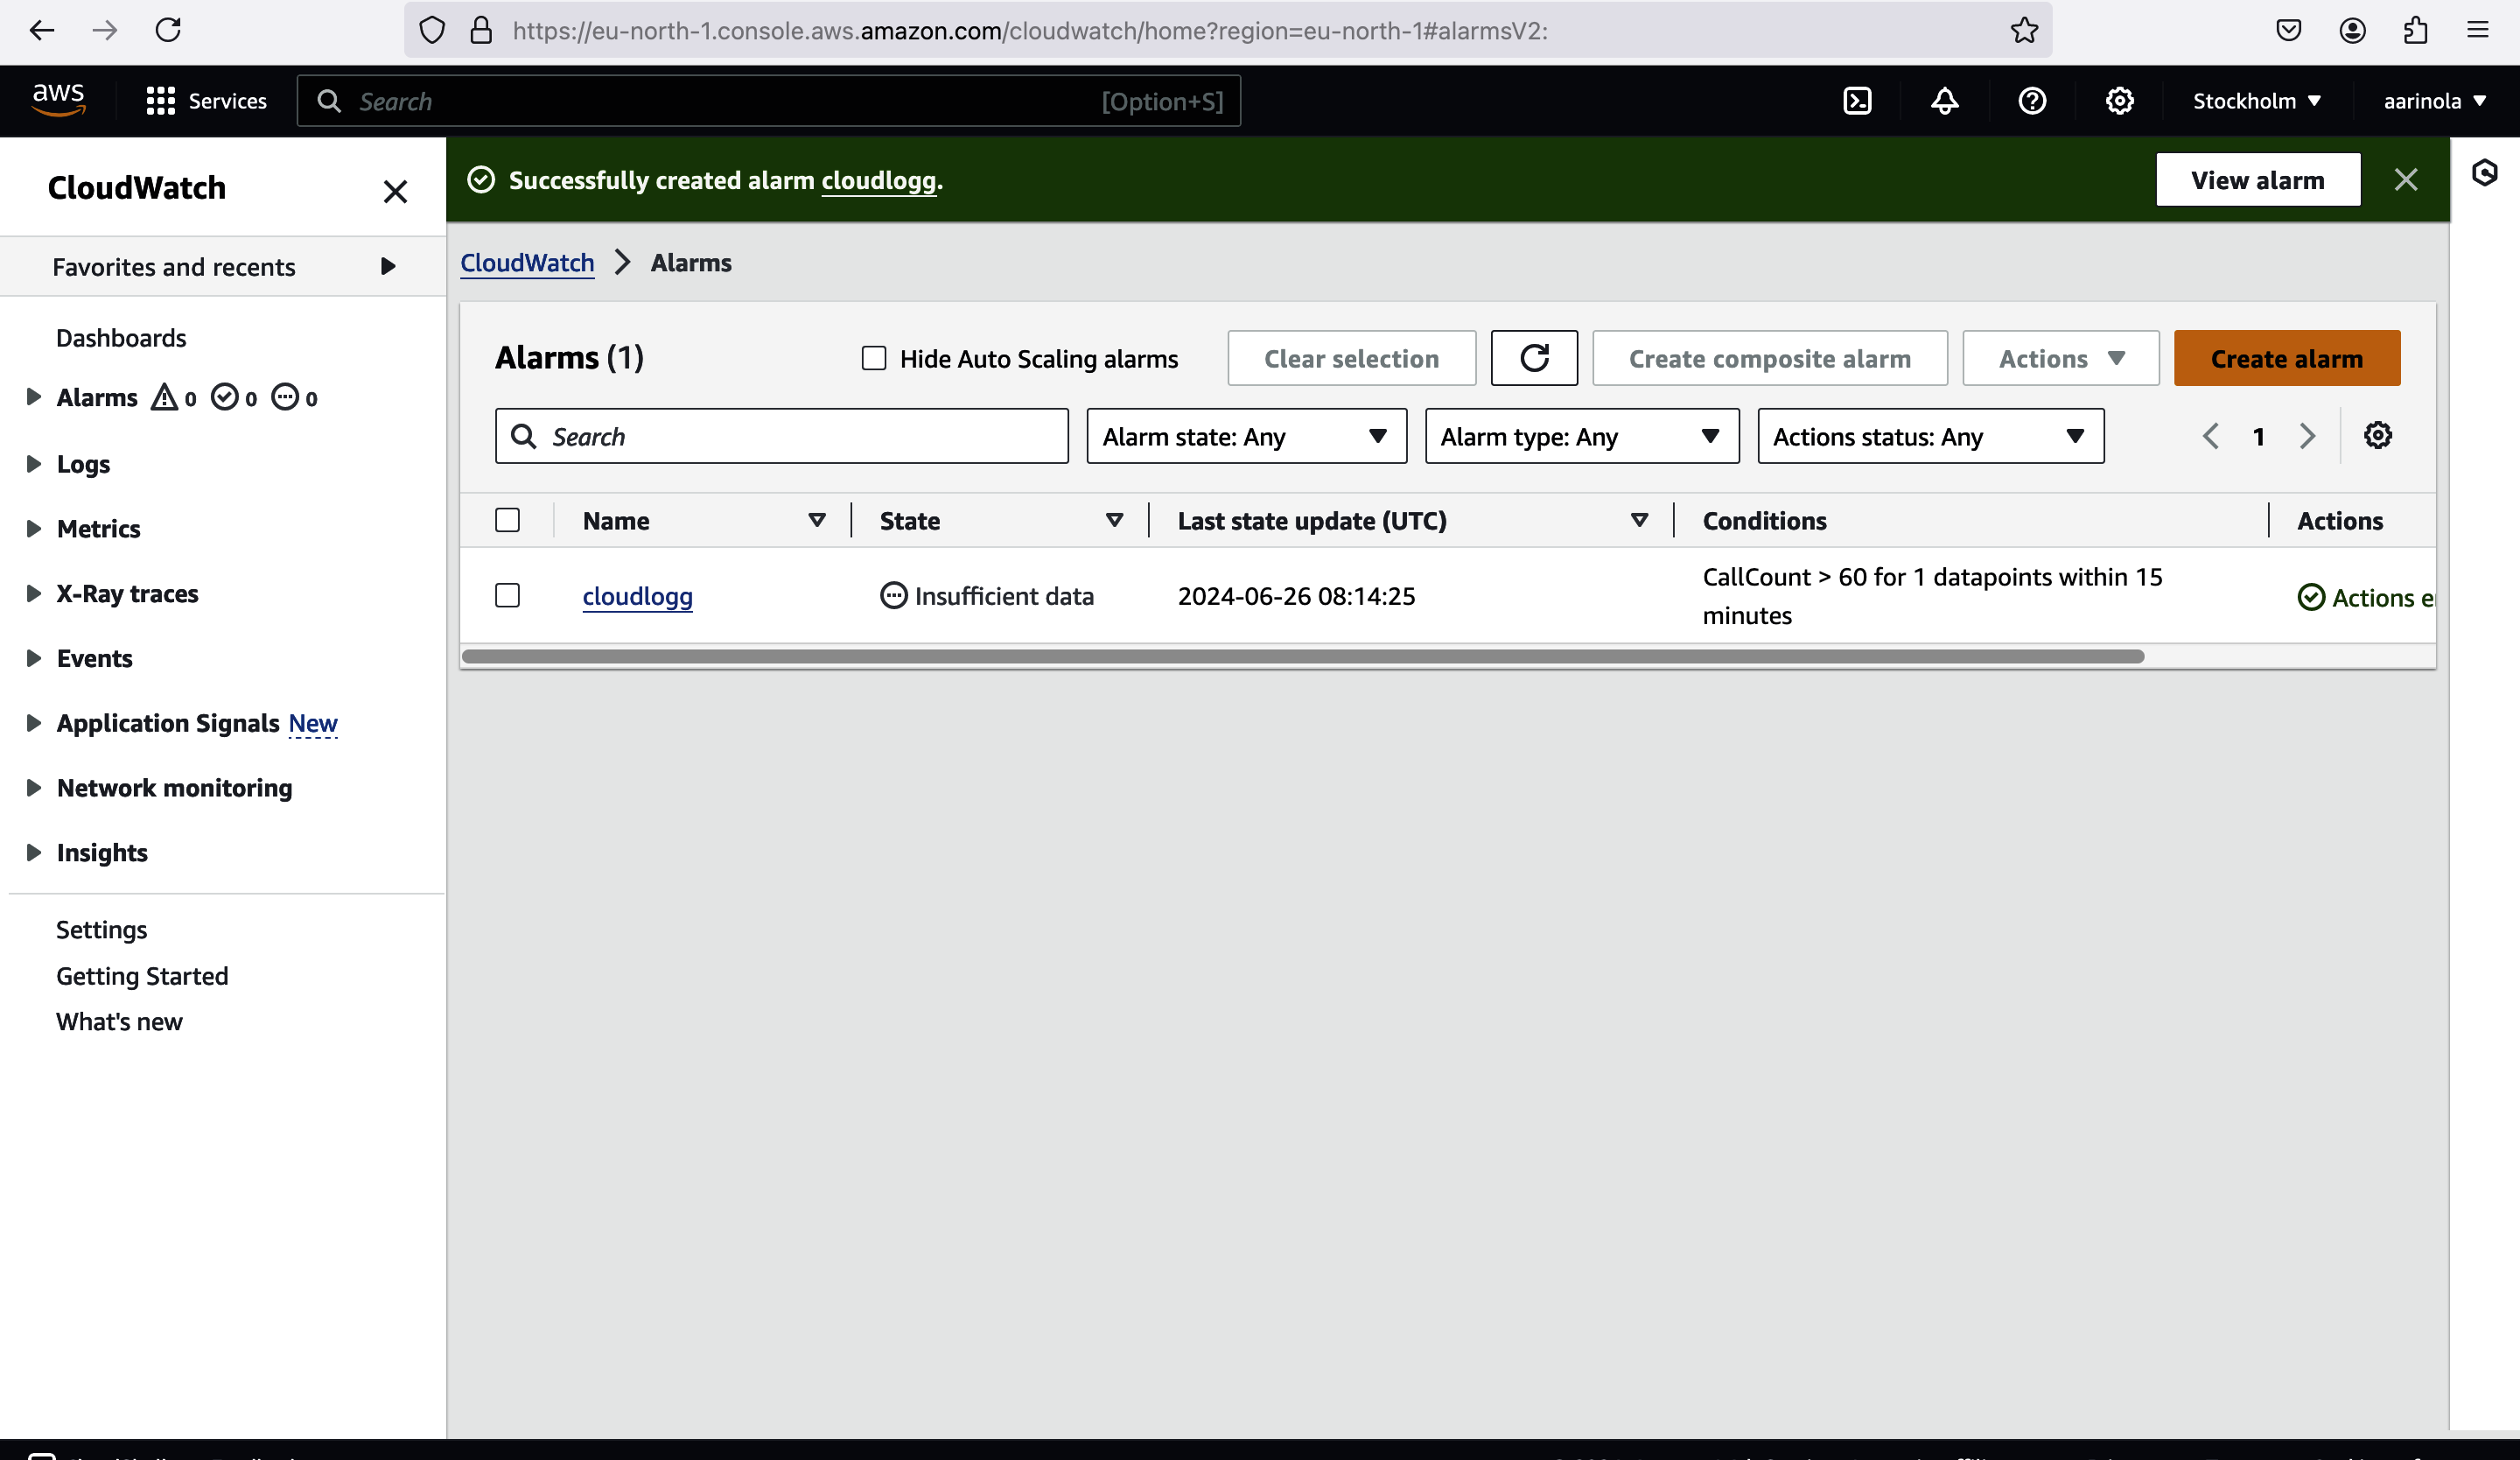 https://eu-north-1.console.aws.amazon.com/cloudwatch/home?region=eu-north-1#alarmsV2:
aws Services Search [Option+S] Stockholm aarinola
CloudWatch
Favorites and recents
Dashboards
Alarms 0 0 0
Logs
Metrics
X-Ray traces
Events
Application Signals New
Network monitoring
Insights
Settings
Getting Started
What's new
Successfully created alarm cloudlogg. View alarm
CloudWatch > Alarms
Alarms (1) Hide Auto Scaling alarms Clear selection Create composite alarm Actions Create alarm
Search Alarm state: Any Alarm type: Any Actions status: Any 1
Name State Last state update (UTC) Conditions Actions
cloudlogg Insufficient data 2024-06-26 08:14:25 CallCount > 60 for 1 datapoints within 15
minutes
Actions